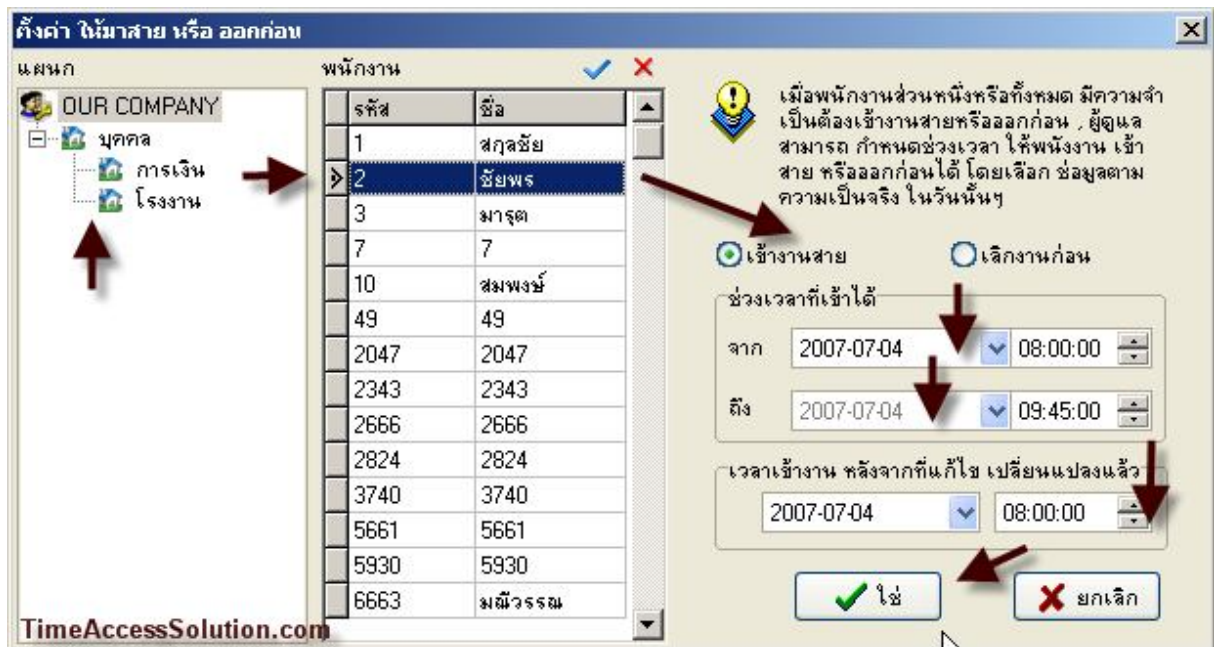 ตั้งค่า ให้มาสาย หรือ ออกก่อน
แผนก
OUR COMPANY
บุคคล
การเงิน
โรงงาน
พนักงาน
รหัส ชื่อ
1 สกุลชัย
2 ชัยพร
3 มารุต
7 7
10 สมพงษ์
49 49
2047 2047
2343 2343
2666 2666
2824 2824
3740 3740
5661 5661
5930 5930
6663 มณีวรรณ
เมื่อพนักงานส่วนหนึ่งหรือทั้งหมด มีความจำ
เป็นต้องเข้างานสายหรือออกก่อน , ผู้ดูแล
สามารถ กำหนดช่วงเวลา ให้พนังงาน เข้า
สาย หรือออกก่อนได้ โดยเลือก ข้อมูลตาม
ความเป็นจริง ในวันนั้นๆ
เข้างานสาย เลิกงานก่อน
ช่วงเวลาที่เข้าได้
จาก 2007-07-04 08:00:00
ถึง 2007-07-04 09:45:00
เวลาเข้างาน หลังจากที่แก้ไข เปลี่ยนแปลงแล้ว
2007-07-04 08:00:00
ใช่ ยกเลิก
TimeAccessSolution.com